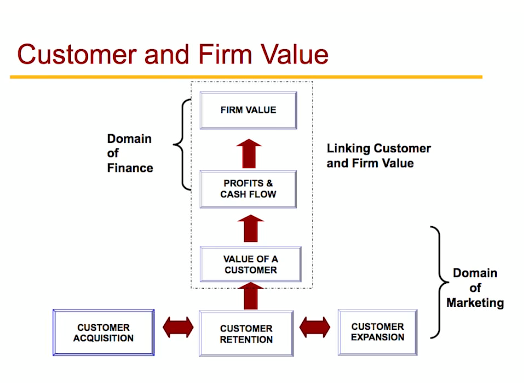 Customer and Firm Value
FIRM VALUE
Domain
of
Finance
Linking Customer
and Firm Value
PROFITS &
CASH FLOW
VALUE OF A
CUSTOMER
Domain
of
Marketing
CUSTOMER
ACQUISITION
CUSTOMER
RETENTION
CUSTOMER
EXPANSION